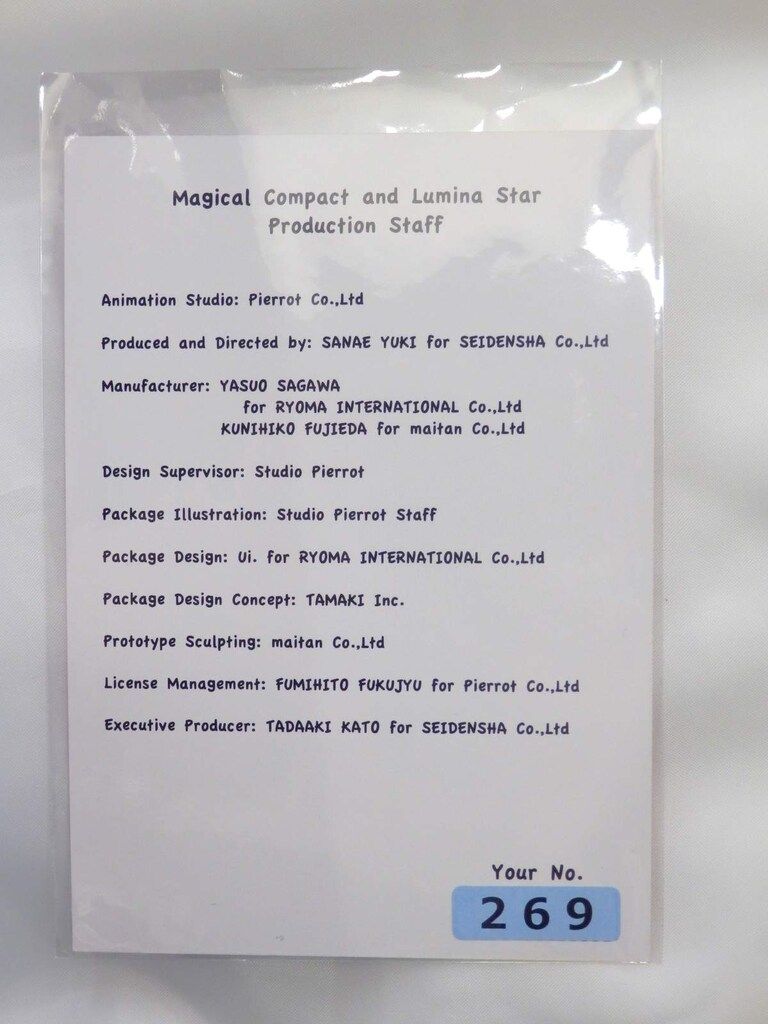 Magical Compact and Lumina Star
Production Staff
Animation Studio: Pierrot Co.,Ltd
Produced and Directed by: SANAE YUKI for SEIDENSHA Co.,Ltd
Manufacturer: YASUO SAGAWA
for RYOMA INTERNATIONAL Co.,Ltd
KUNIHIKO FUJIEDA for maitan Co.,Ltd
Design Supervisor: Studio Pierrot
Package Illustration: Studio Pierrot Staff
Package Design: Ui. for RYOMA INTERNATIONAL Co.,Ltd
Package Design Concept: TAMAKI Inc.
Prototype Sculpting: maitan Co.,Ltd
License Management: FUMIHITO FUKUJYU for Pierrot Co.,Ltd
Executive Producer: TADAAKI KATO for SEIDENSHA Co.,Ltd
Your No.
269